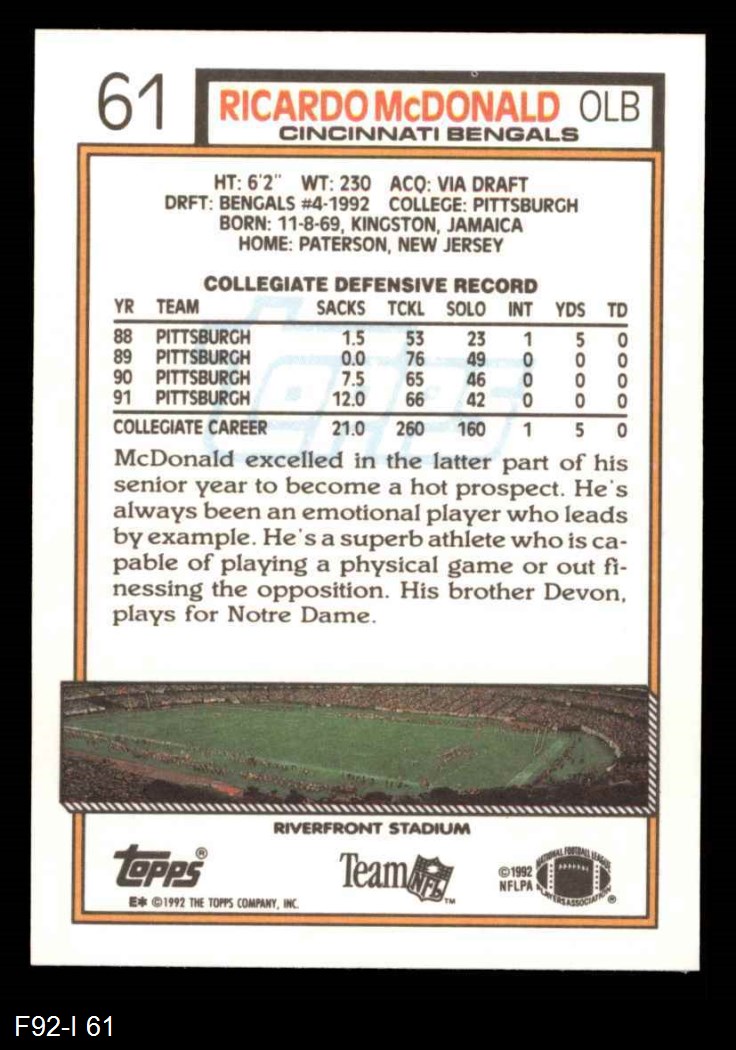 61 RICARDO McDONALD OLB
CINCINNATI BENGALS
HT: 6'2" WT: 230 ACQ: VIA DRAFT
DRFT: BENGALS #4-1992 COLLEGE: PITTSBURGH
BORN: 11-8-69, KINGSTON, JAMAICA
HOME: PATERSON, NEW JERSEY
COLLEGIATE DEFENSIVE RECORD
YR TEAM SACKS TCKL SOLO INT YDS TD
88 PITTSBURGH 1.5 53 23 1 5 0
89 PITTSBURGH 0.0 76 49 0 0 0
90 PITTSBURGH 7.5 65 46 0 0 0
91 PITTSBURGH 12.0 66 42 0 0 0
COLLEGIATE CAREER 21.0 260 160 1 5 0
Topps
McDonald excelled in the latter part of his
senior year to become a hot prospect. He's
always been an emotional player who leads
by example. He's a superb athlete who is ca-
pable of playing a physical game or out fi-
nessing the opposition. His brother Devon,
plays for Notre Dame.
RIVERFRONT STADIUM
Topps®
E* ©1992 THE TOPPS COMPANY, INC.
Team NFL™
©1992
NFLPA
NATIONAL FOOTBALL LEAGUE
PLAYERS ASSOCIATION ®
F92-I 61